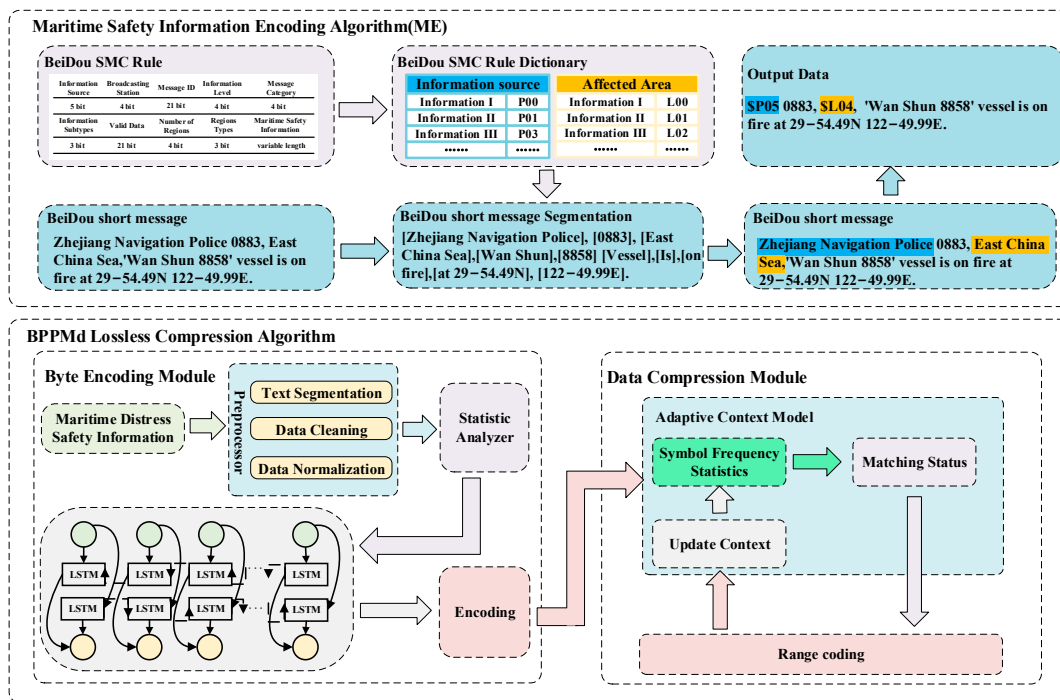 Maritime Safety Information Encoding Algorithm(ME)
BeiDou SMC Rule
Information Source
Broadcasting Station
Message ID
Information Level
Message Category
5 bit
4 bit
21 bit
4 bit
4 bit
Information Subtypes
Valid Data
Number of Regions
Regions Types
Maritime Safety Information
3 bit
21 bit
4 bit
3 bit
variable length
BeiDou SMC Rule Dictionary
Information source
Information I P00
Information II P01
Information III P03
...... ......
Affected Area
Information I L00
Information II L01
Information III L02
...... ......
Output Data
$P05 0883, $L04, 'Wan Shun 8858' vessel is on
fire at 29−54.49N 122−49.99E.
BeiDou short message
Zhejiang Navigation Police 0883, East
China Sea,'Wan Shun 8858' vessel is on
fire at 29−54.49N 122−49.99E.
BeiDou short message Segmentation
[Zhejiang Navigation Police], [0883], [East
China Sea],[Wan Shun],[8858] [Vessel],[Is],[on
fire],[at 29−54.49N], [122−49.99E].
BeiDou short message
Zhejiang Navigation Police 0883, East China
Sea,'Wan Shun 8858' vessel is on fire at
29−54.49N 122−49.99E.
BPPMd Lossless Compression Algorithm
Byte Encoding Module
Maritime Distress
Safety Information
Preprocessor
Text Segmentation
Data Cleaning
Data Normalization
Statistic
Analyzer
LSTM LSTM LSTM LSTM
LSTM LSTM LSTM LSTM
Encoding
Data Compression Module
Adaptive Context Model
Symbol Frequency
Statistics
Matching Status
Update Context
Range coding